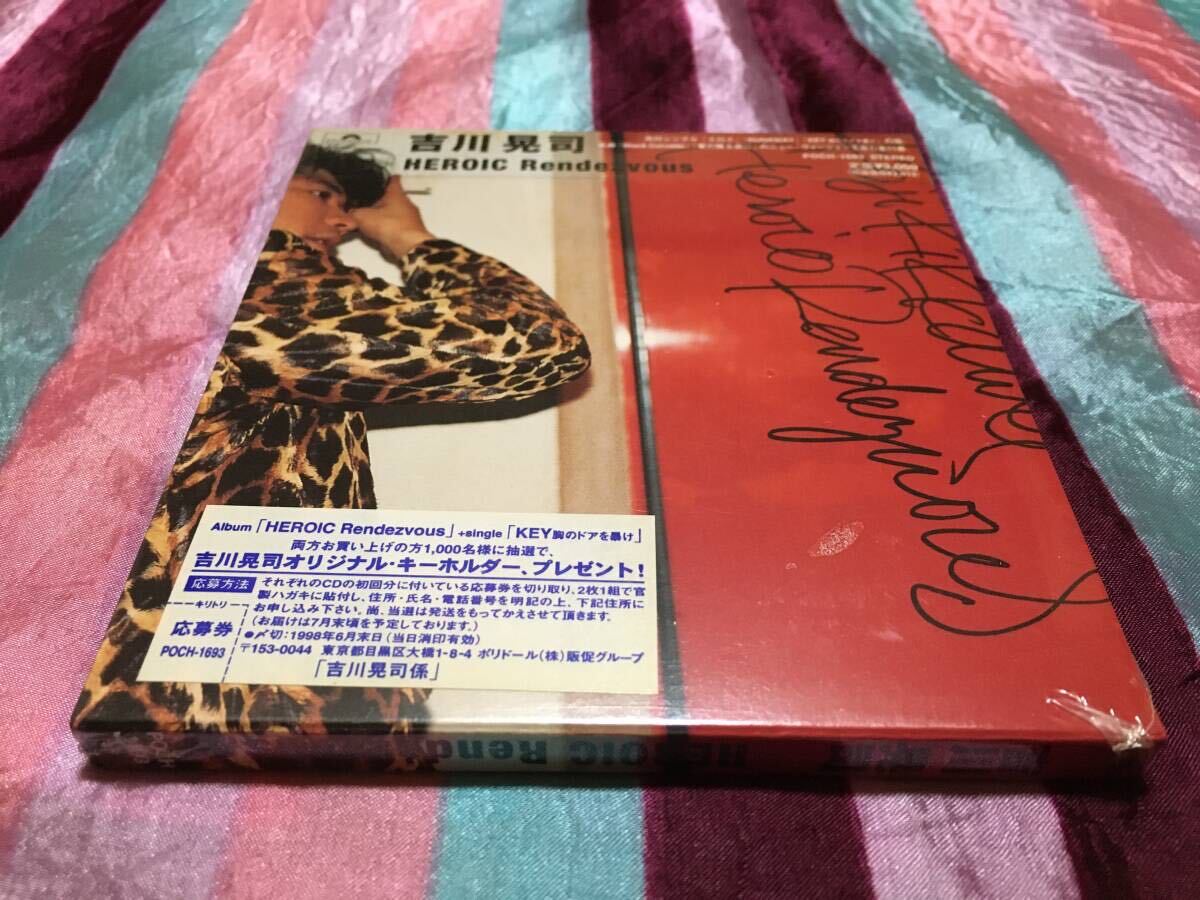 吉川晃司
HEROIC Rendezvous
Heroic Rendezvous
Album「HEROIC Rendezvous」+single「KEY胸のドアを暴け」
両方お買い上げの方1,000名様に抽選で、
吉川晃司オリジナル・キーホルダー、プレゼント!
応募方法 それぞれのCDの初回分に付いている応募券を切り取り、2枚1組で官
製ハガキに貼付し、住所・氏名・電話番号を明記の上、下記住所に
お申し込み下さい。尚、当選は発送をもってかえさせて頂きます。
(お届けは7月末頃を予定しております。)
●〆切:1998年6月末日(当日消印有効)
〒153-0044 東京都目黒区大橋1-8-4 ポリドール(株)販促グループ
「吉川晃司係」
キリトリ
応募券
POCH-1693
HEROIC Rend